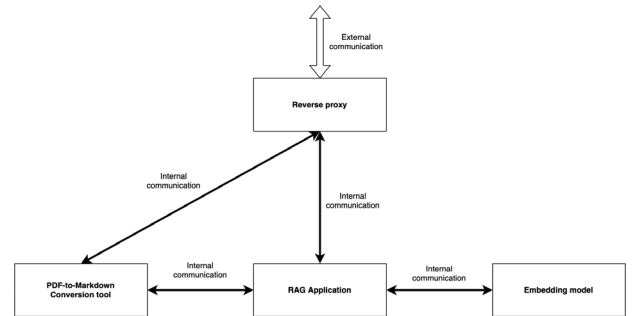 External
communication
Reverse proxy
Internal
communication
Internal
communication
PDF-to-Markdown
Conversion tool
Internal
communication
RAG Application
Internal
communication
Embedding model